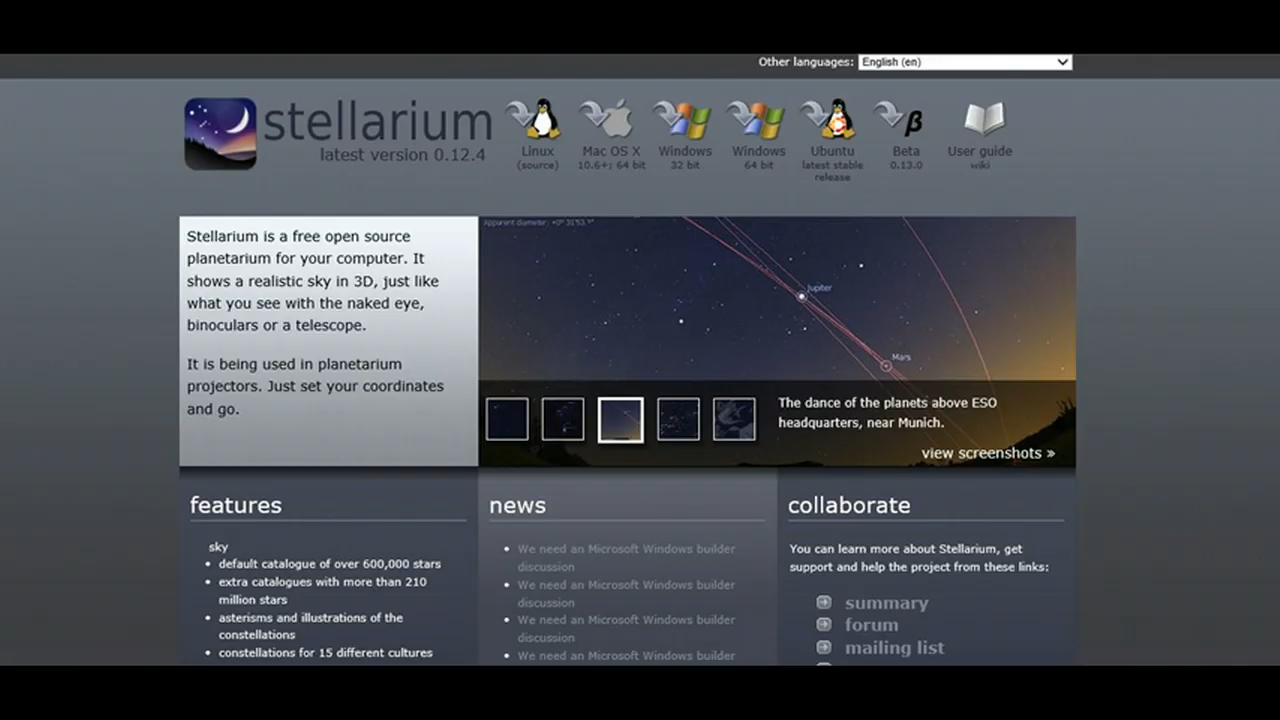 Other languages: English (en)
stellarium
latest version 0.12.4
Linux
(source)
Mac OS X
10.6+; 64 bit
Windows
32 bit
Windows
64 bit
Ubuntu
latest stable
release
β
Beta
0.13.0
User guide
wiki
Stellarium is a free open source
planetarium for your computer. It
shows a realistic sky in 3D, just like
what you see with the naked eye,
binoculars or a telescope.
It is being used in planetarium
projectors. Just set your coordinates
and go.
Apparent diameter:
Jupiter
Mars
The dance of the planets above ESO
headquarters, near Munich.
view screenshots »
features
sky
• default catalogue of over 600,000 stars
• extra catalogues with more than 210
million stars
• asterisms and illustrations of the
constellations
• constellations for 15 different cultures
news
• We need an Microsoft Windows builder
discussion
• We need an Microsoft Windows builder
discussion
• We need an Microsoft Windows builder
discussion
• We need an Microsoft Windows builder
collaborate
You can learn more about Stellarium, get
support and help the project from these links:
summary
forum
mailing list